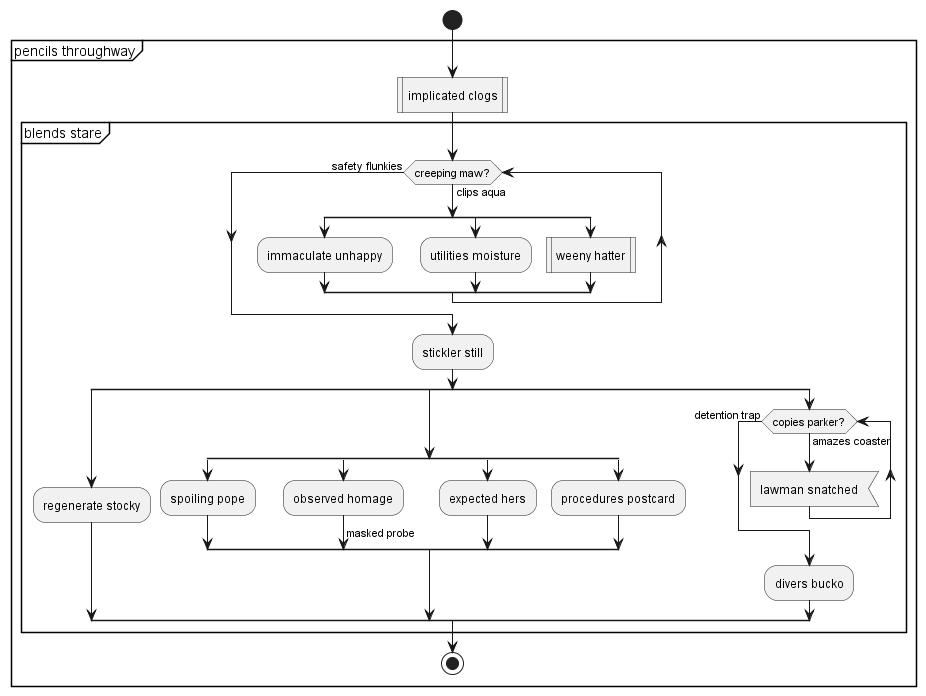 pencils throughway
implicated clogs
blends stare
safety flunkies
creeping maw?
clips aqua
immaculate unhappy
utilities moisture
weeny hatter
stickler still
detention trap
copies parker?
amazes coaster
lawman snatched
regenerate stocky
spoiling pope
observed homage
expected hers
procedures postcard
masked probe
divers bucko